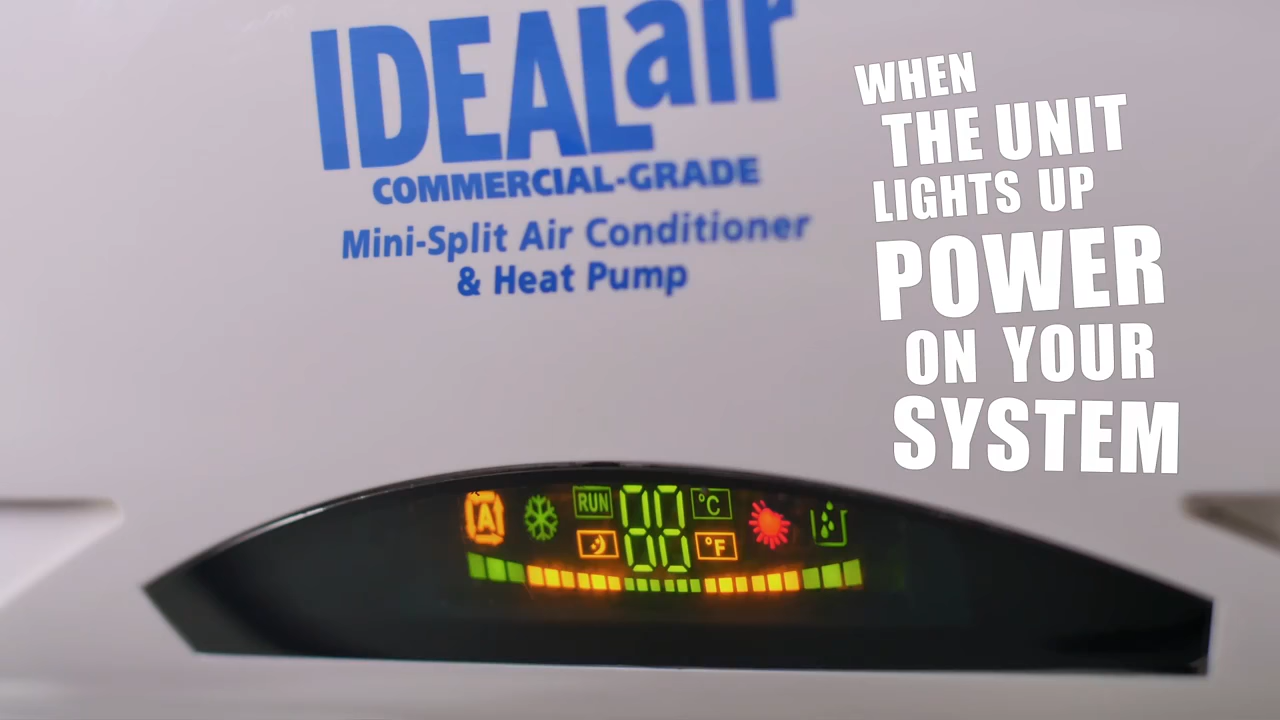 IDEALair
COMMERCIAL-GRADE
Mini-Split Air Conditioner
& Heat Pump
WHEN
THE UNIT
LIGHTS UP
POWER
ON YOUR
SYSTEM
A RUN 88 °C
°F